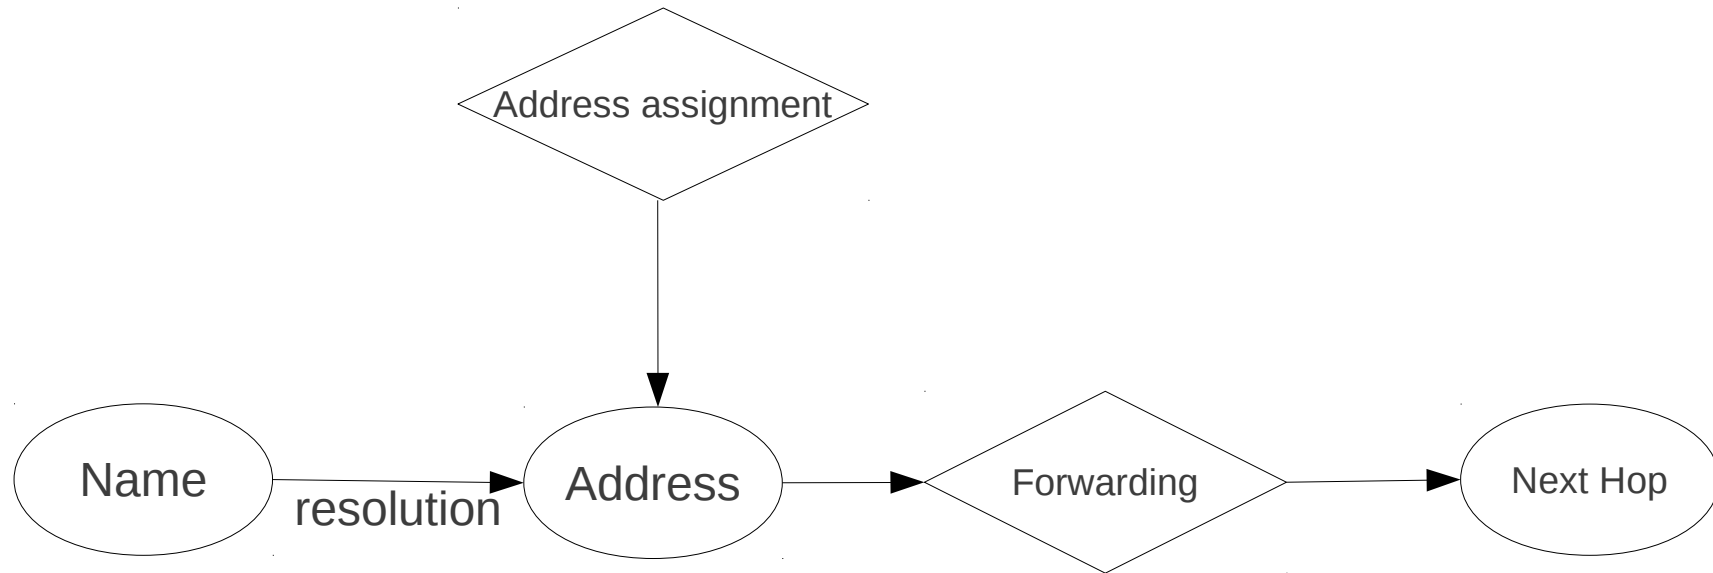 Address assignment
Name
resolution
Address
Forwarding
Next Hop